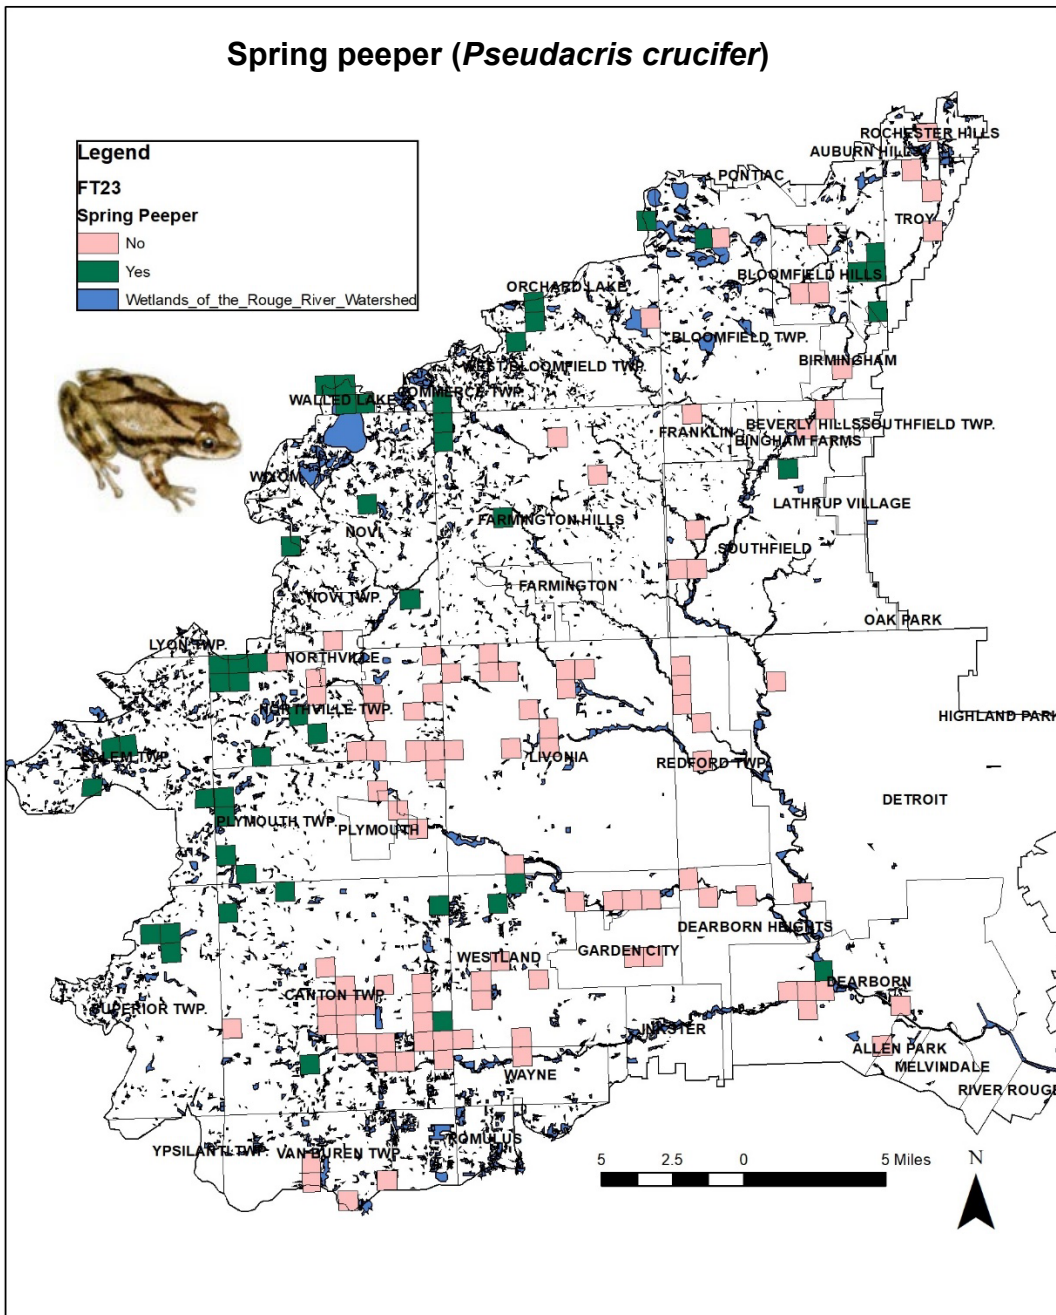 Spring peeper (Pseudacris crucifer)
Legend
FT23
Spring Peeper
No
Yes
Wetlands_of_the_Rouge_River_Watershed
ROCHESTER HILLS
AUBURN HILLS
PONTIAC
TROY
BLOOMFIELD HILLS
ORCHARD LAKE
BLOOMFIELD TWP.
BIRMINGHAM
WEST BLOOMFIELD TWP.
COMMERCE TWP.
WALLED LAKE
FRANKLIN
BEVERLY HILLS
SOUTHFIELD TWP.
BINGHAM FARMS
WIXOM
LATHRUP VILLAGE
FARMINGTON HILLS
NOVI
SOUTHFIELD
FARMINGTON
NOVI TWP.
OAK PARK
LYON TWP.
NORTHVILLE
NORTHVILLE TWP.
HIGHLAND PARK
LIVONIA
REDFORD TWP.
DETROIT
PLYMOUTH TWP.
PLYMOUTH
DEARBORN HEIGHTS
GARDEN CITY
WESTLAND
DEARBORN
CANTON TWP.
SUPERIOR TWP.
INKSTER
ALLEN PARK
MELVINDALE
WAYNE
RIVER ROUGE
ROMULUS
YPSILANTI TWP.
VAN BUREN TWP.
5 2.5 0 5 Miles
N